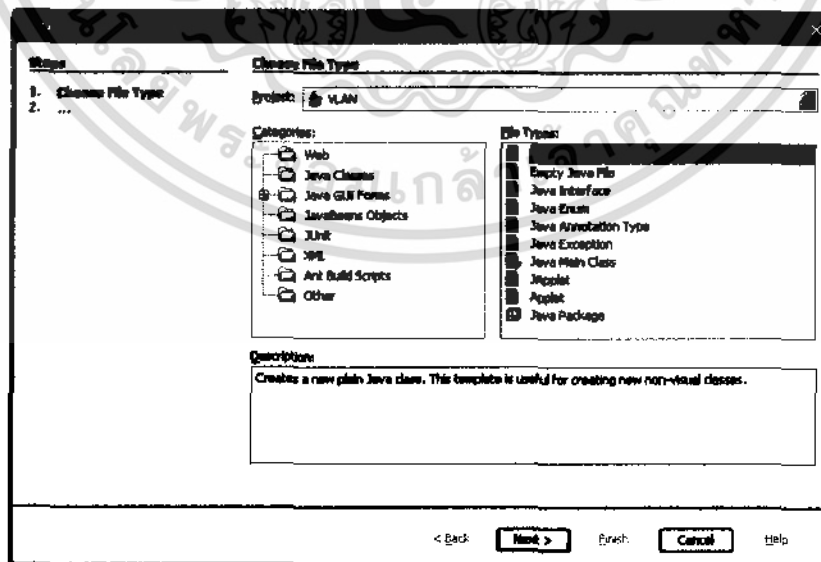 Steps
1. Choose File Type
2. ...
Choose File Type
Project: VLAN
Categories:
Web
Java Classes
Java GUI Forms
JavaBeans Objects
JUnit
XML
Ant Build Scripts
Other
File Types:
Empty Java File
Java Interface
Java Enum
Java Annotation Type
Java Exception
Java Main Class
JApplet
Applet
Java Package
Description:
Creates a new plain Java class. This template is useful for creating new non-visual classes.
< Back
Next >
Finish
Cancel
Help